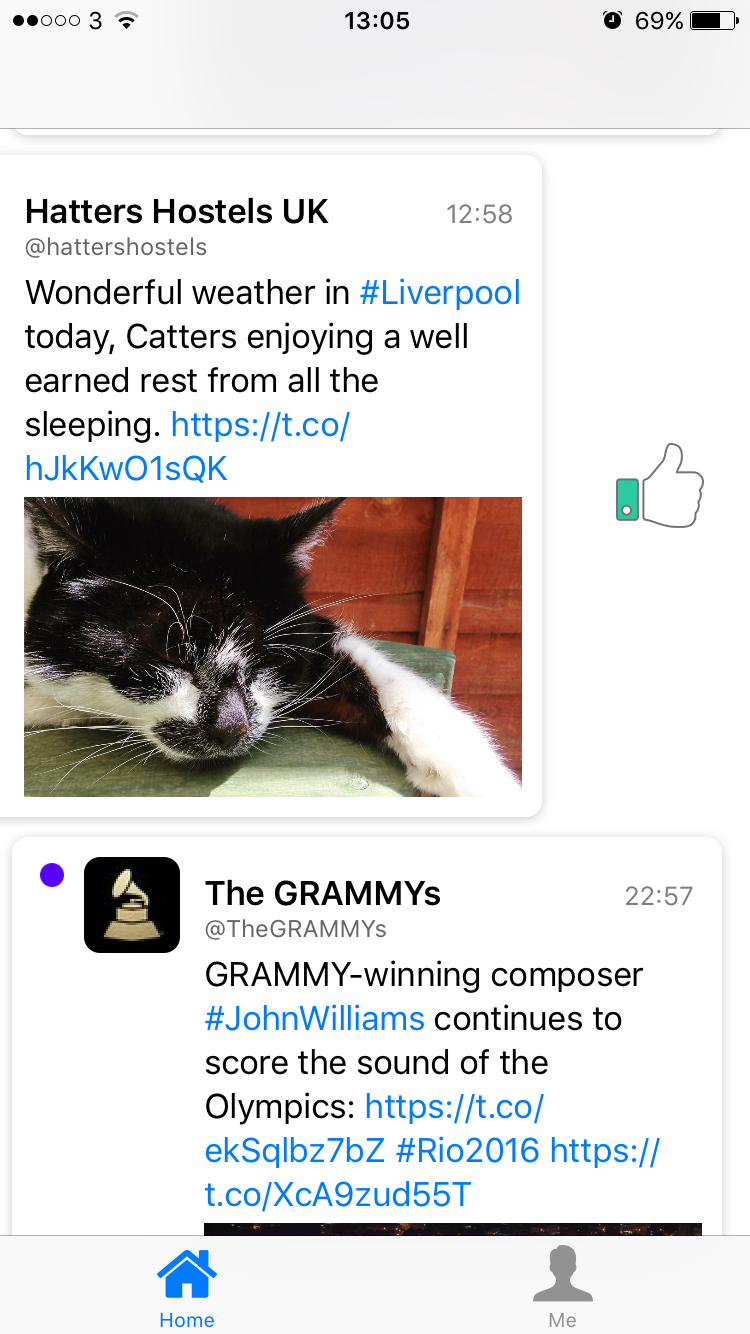 3 13:05 69%
Hatters Hostels UK 12:58
@hattershostels
Wonderful weather in #Liverpool
today, Catters enjoying a well
earned rest from all the
sleeping. https://t.co/
hJkKwO1sQK
The GRAMMYs 22:57
@TheGRAMMYs
GRAMMY-winning composer
#JohnWilliams continues to
score the sound of the
Olympics: https://t.co/
ekSqlbz7bZ #Rio2016 https://
t.co/XcA9zud55T
Home Me